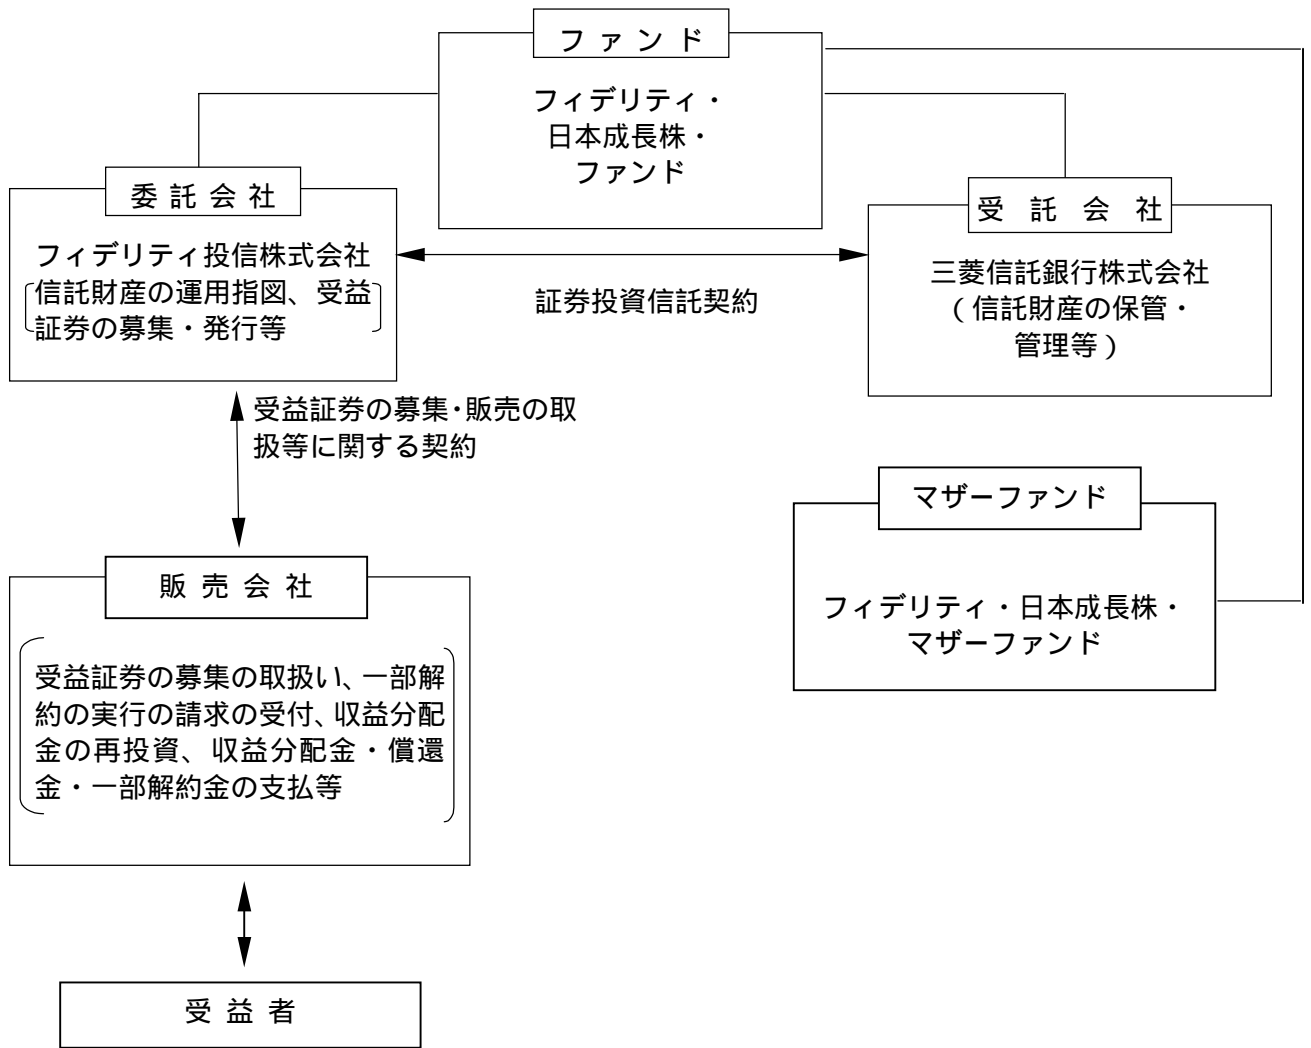 ファンド
フィデリティ・
日本成長株・
ファンド
委託会社
フィデリティ投信株式会社
信託財産の運用指図、受益
証券の募集・発行等
証券投資信託契約
受託会社
三菱信託銀行株式会社
(信託財産の保管・
管理等)
受益証券の募集・販売の取
扱等に関する契約
マザーファンド
フィデリティ・日本成長株・
マザーファンド
販売会社
受益証券の募集の取扱い、一部解
約の実行の請求の受付、収益分配
金の再投資、収益分配金・償還
金・一部解約金の支払等
受益者